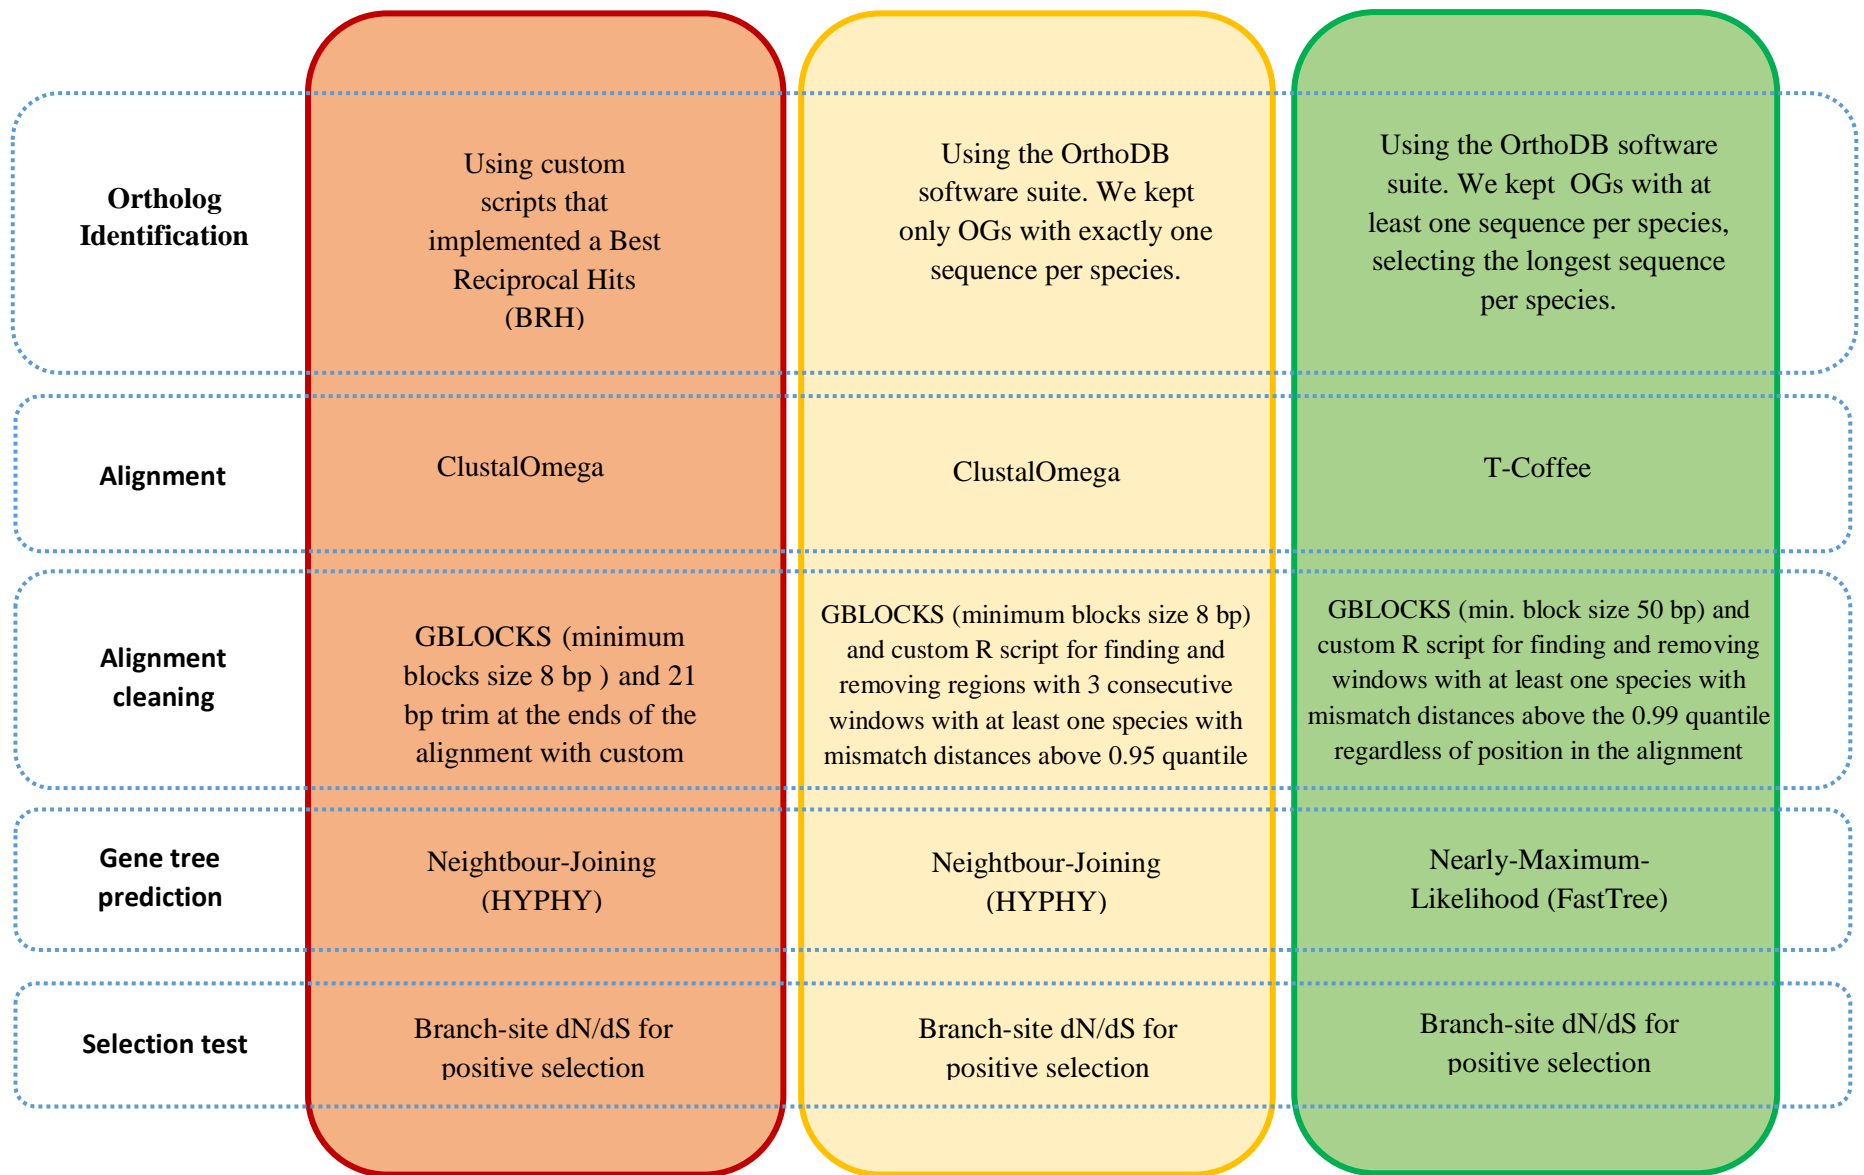 Ortholog
Identification
Using custom
scripts that
implemented a Best
Reciprocal Hits
(BRH)
Using the OrthoDB
software suite. We kept
only OGs with exactly one
sequence per species.
Using the OrthoDB software
suite. We kept OGs with at
least one sequence per species,
selecting the longest sequence
per species.
Alignment
ClustalOmega
ClustalOmega
T-Coffee
Alignment
cleaning
GBLOCKS (minimum
blocks size 8 bp ) and 21
bp trim at the ends of the
alignment with custom
GBLOCKS (minimum blocks size 8 bp)
and custom R script for finding and
removing regions with 3 consecutive
windows with at least one species with
mismatch distances above 0.95 quantile
GBLOCKS (min. block size 50 bp) and
custom R script for finding and removing
windows with at least one species with
mismatch distances above the 0.99 quantile
regardless of position in the alignment
Gene tree
prediction
Neightbour-Joining
(HYPHY)
Neightbour-Joining
(HYPHY)
Nearly-Maximum-
Likelihood (FastTree)
Selection test
Branch-site dN/dS for
positive selection
Branch-site dN/dS for
positive selection
Branch-site dN/dS for
positive selection